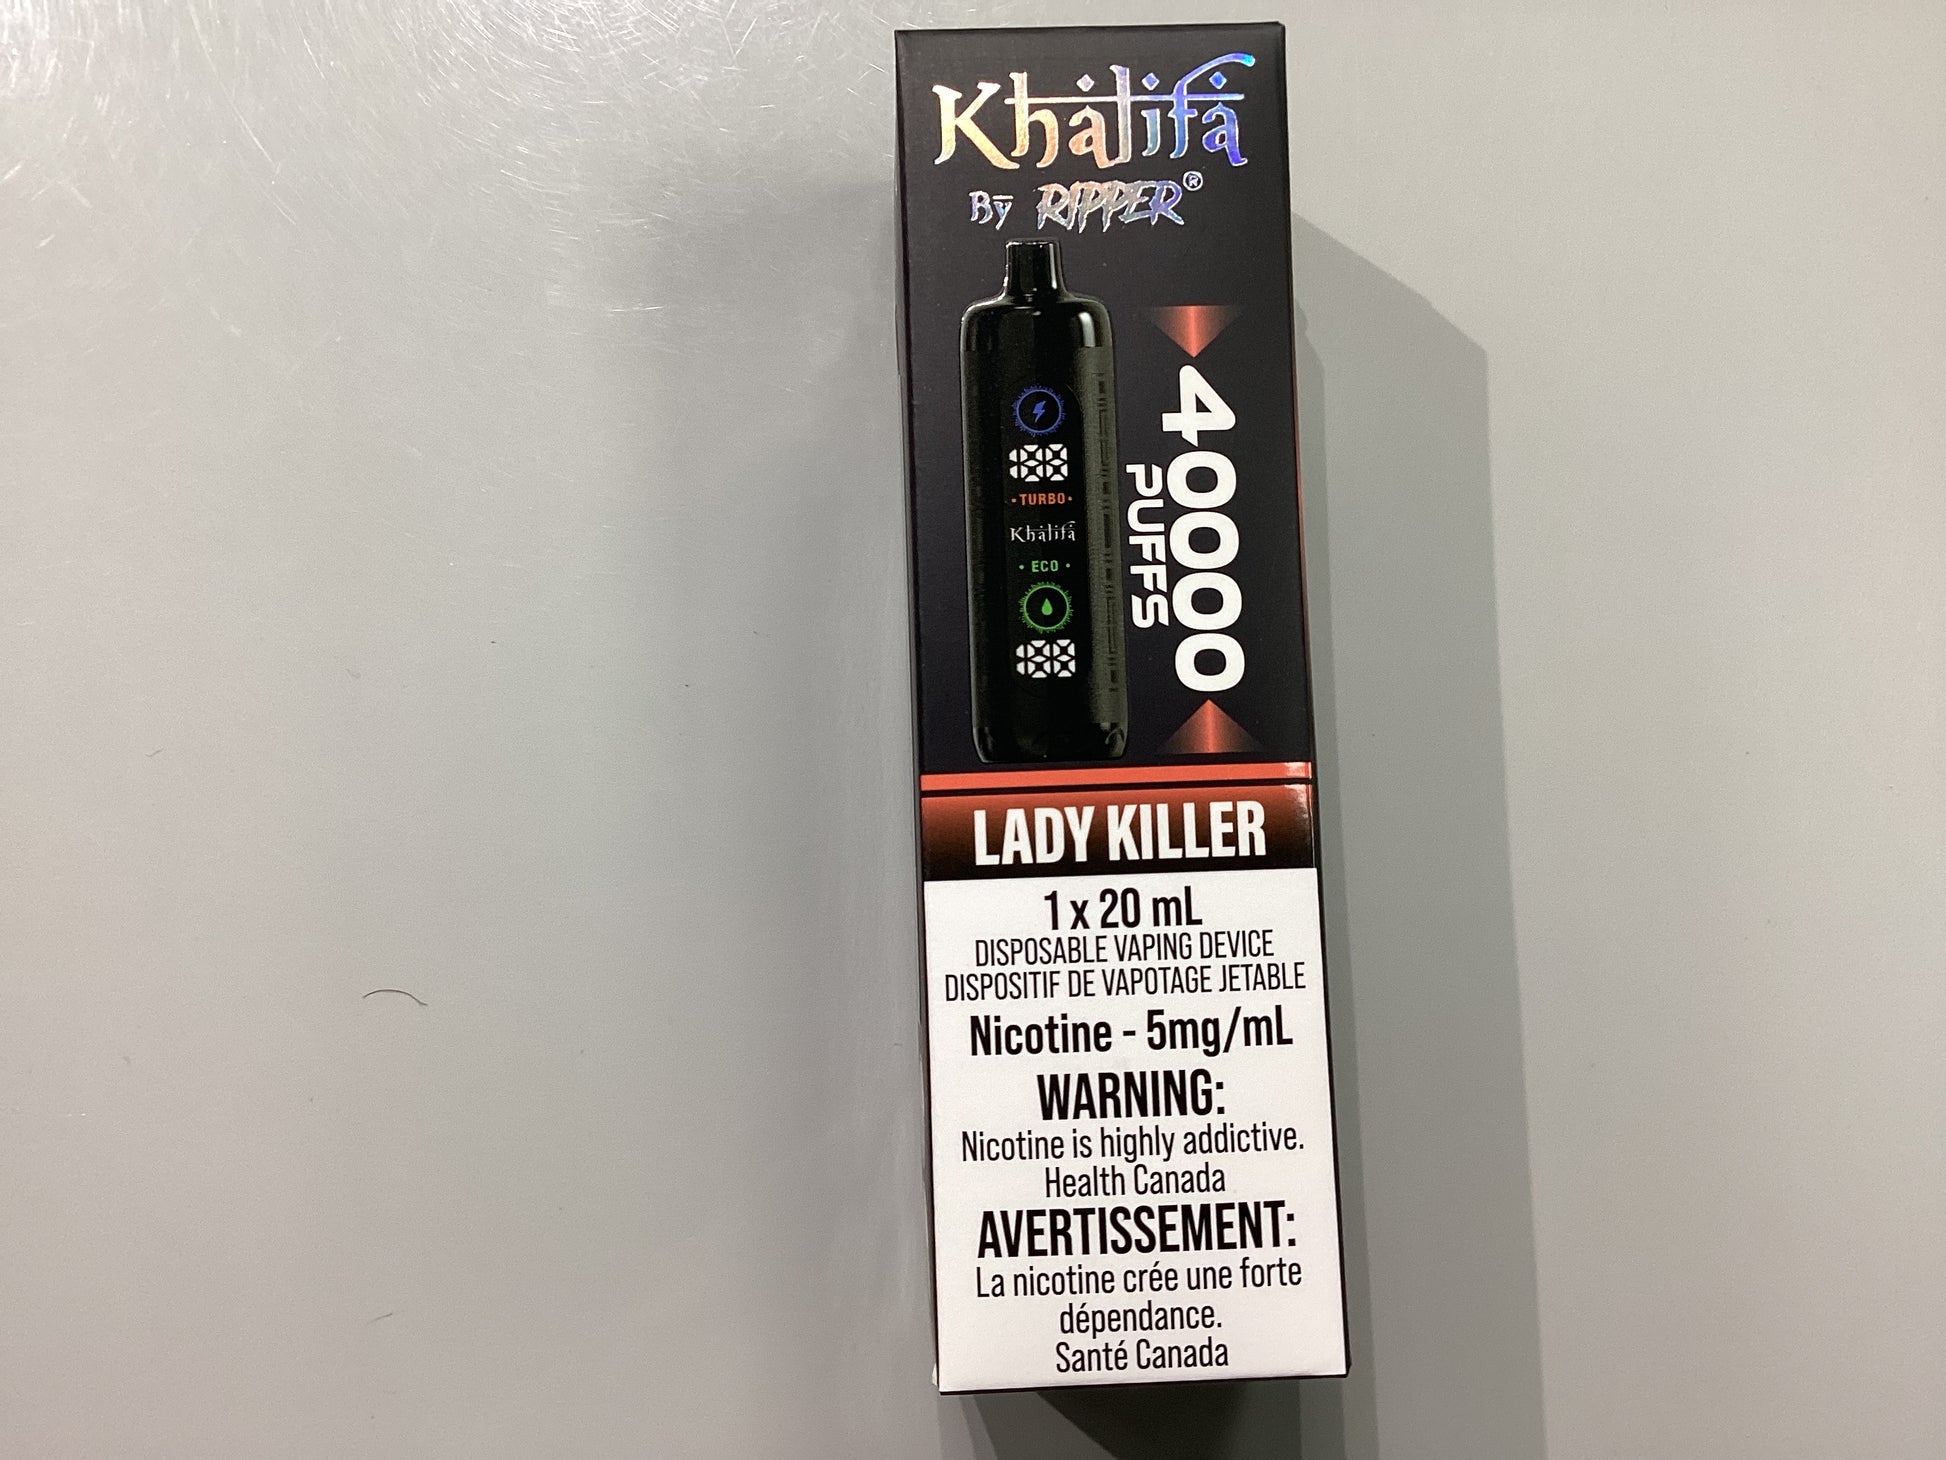 Khalifa
By RIPPER®
188
• TURBO •
Khalifa
• ECO •
188
40000
PUFFS
LADY KILLER
1 x 20 mL
DISPOSABLE VAPING DEVICE
DISPOSITIF DE VAPOTAGE JETABLE
Nicotine - 5mg/mL
WARNING:
Nicotine is highly addictive.
Health Canada
AVERTISSEMENT:
La nicotine crée une forte
dépendance.
Santé Canada